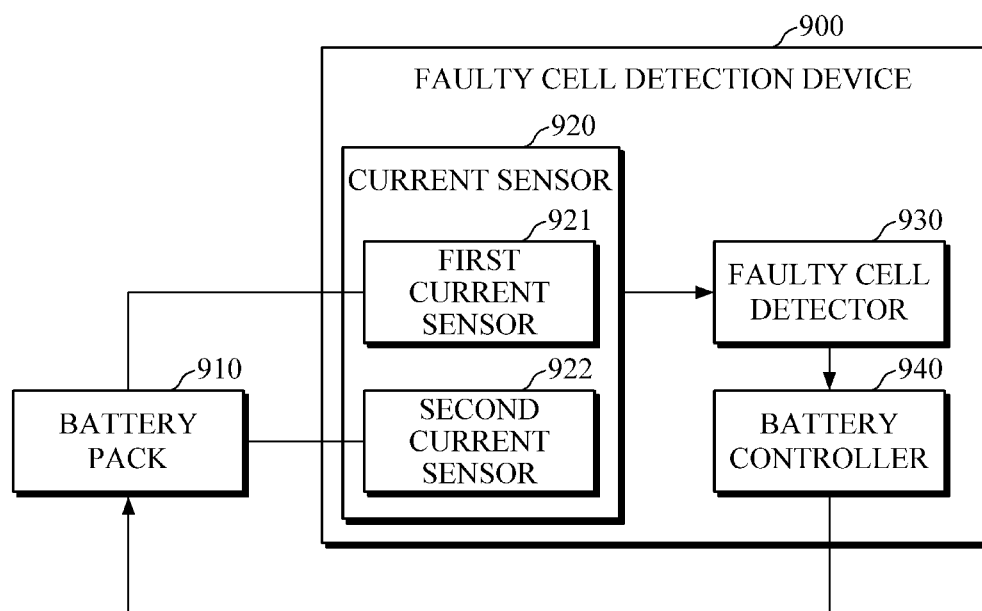 900
FAULTY CELL DETECTION DEVICE
920
CURRENT SENSOR
921
FIRST
CURRENT
SENSOR
930
FAULTY CELL
DETECTOR
910
BATTERY
PACK
922
SECOND
CURRENT
SENSOR
940
BATTERY
CONTROLLER